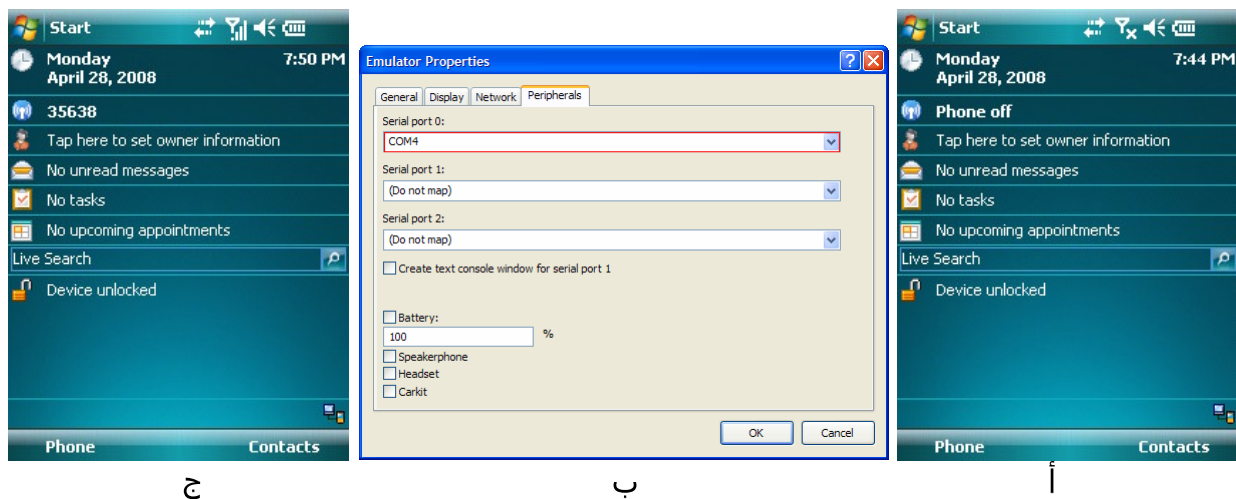 Start
Monday 7:50 PM
April 28, 2008
35638
Tap here to set owner information
No unread messages
No tasks
No upcoming appointments
Live Search
Device unlocked
Phone Contacts
ج
Emulator Properties
General Display Network Peripherals
Serial port 0:
COM4
Serial port 1:
(Do not map)
Serial port 2:
(Do not map)
Create text console window for serial port 1
Battery:
100 %
Speakerphone
Headset
Carkit
OK Cancel
ب
Start
Monday 7:44 PM
April 28, 2008
Phone off
Tap here to set owner information
No unread messages
No tasks
No upcoming appointments
Live Search
Device unlocked
Phone Contacts
أ